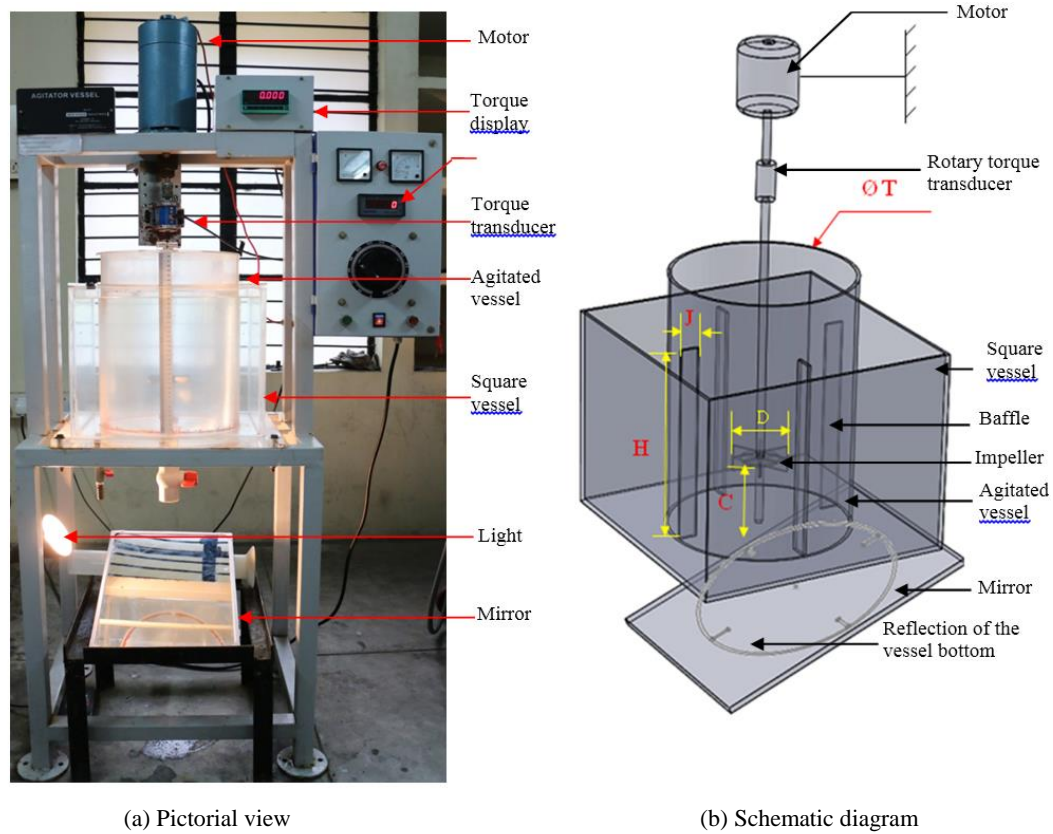 Motor
AGITATOR VESSEL
0.000
Torque
display
0
Torque
transducer
Agitated
vessel
Square
vessel
Light
Mirror
(a) Pictorial view
Motor
Rotary torque
transducer
Ø T
J
Square
vessel
Baffle
D
H
Impeller
C
Agitated
vessel
Mirror
Reflection of the
vessel bottom
(b) Schematic diagram